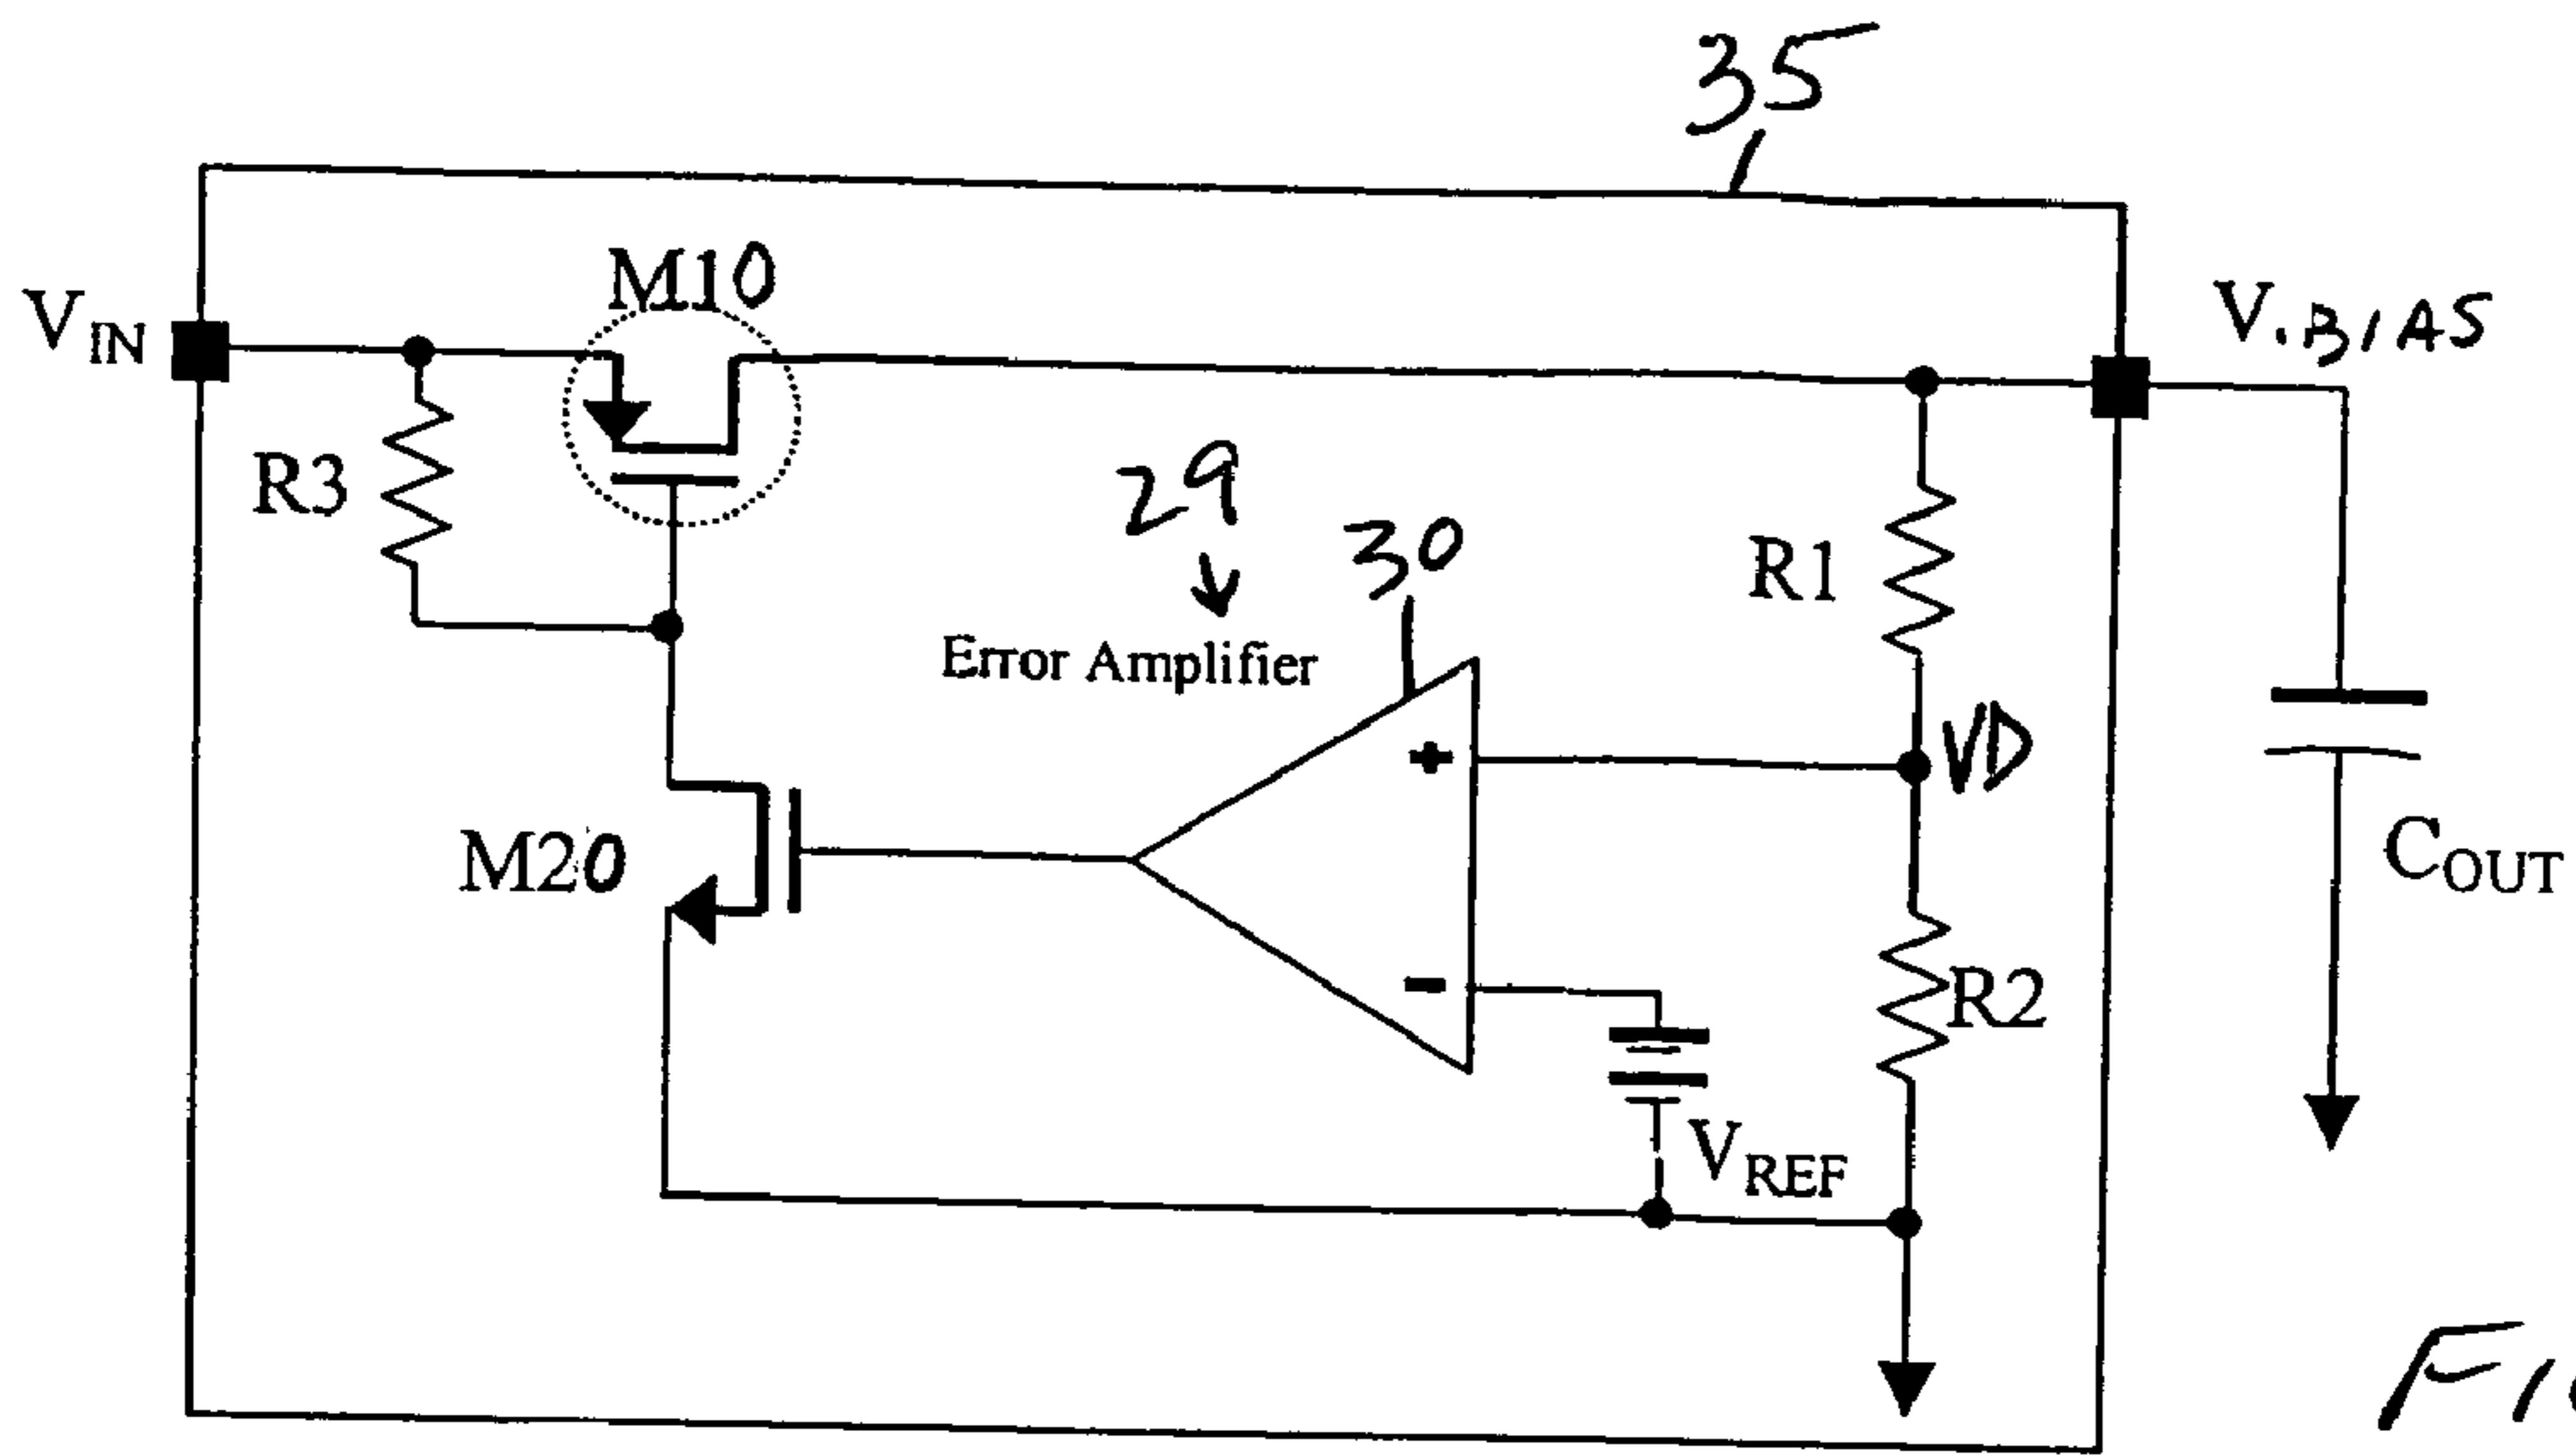 35
M10
V.BIAS
VIN
R3
29
30
R1
Error Amplifier
+
VD
M20
COUT
-
R2
VREF